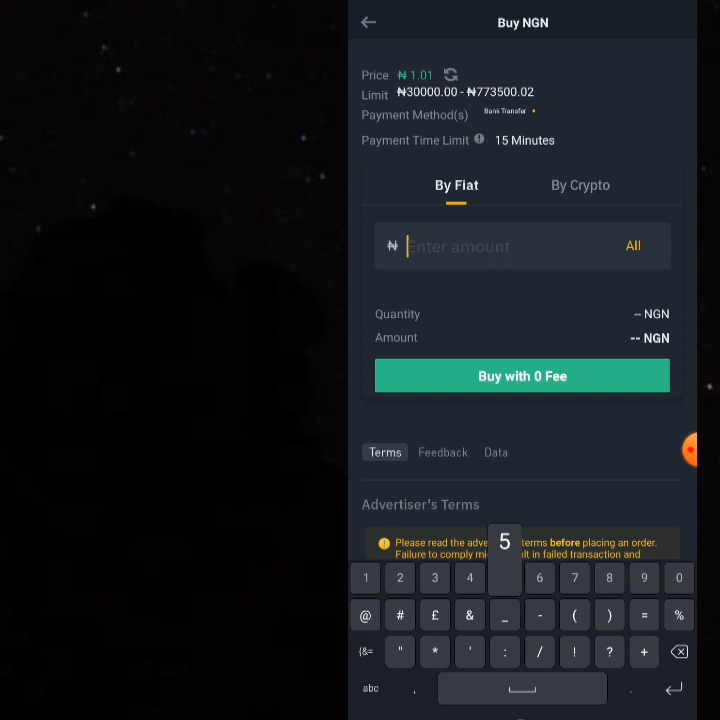 Buy NGN
Price ₦ 1.01
Limit ₦30000.00 - ₦773500.02
Payment Method(s) Bank Transfer
Payment Time Limit 15 Minutes
By Fiat By Crypto
₦ Enter amount All
Quantity -- NGN
Amount -- NGN
Buy with 0 Fee
Terms Feedback Data
Advertiser's Terms
Please read the adve terms before placing an order.
Failure to comply mi ult in failed transaction and
5
1 2 3 4 6 7 8 9 0
@ # £ & _ - ( ) = %
{&= " * ' : / ! ? +
abc , .